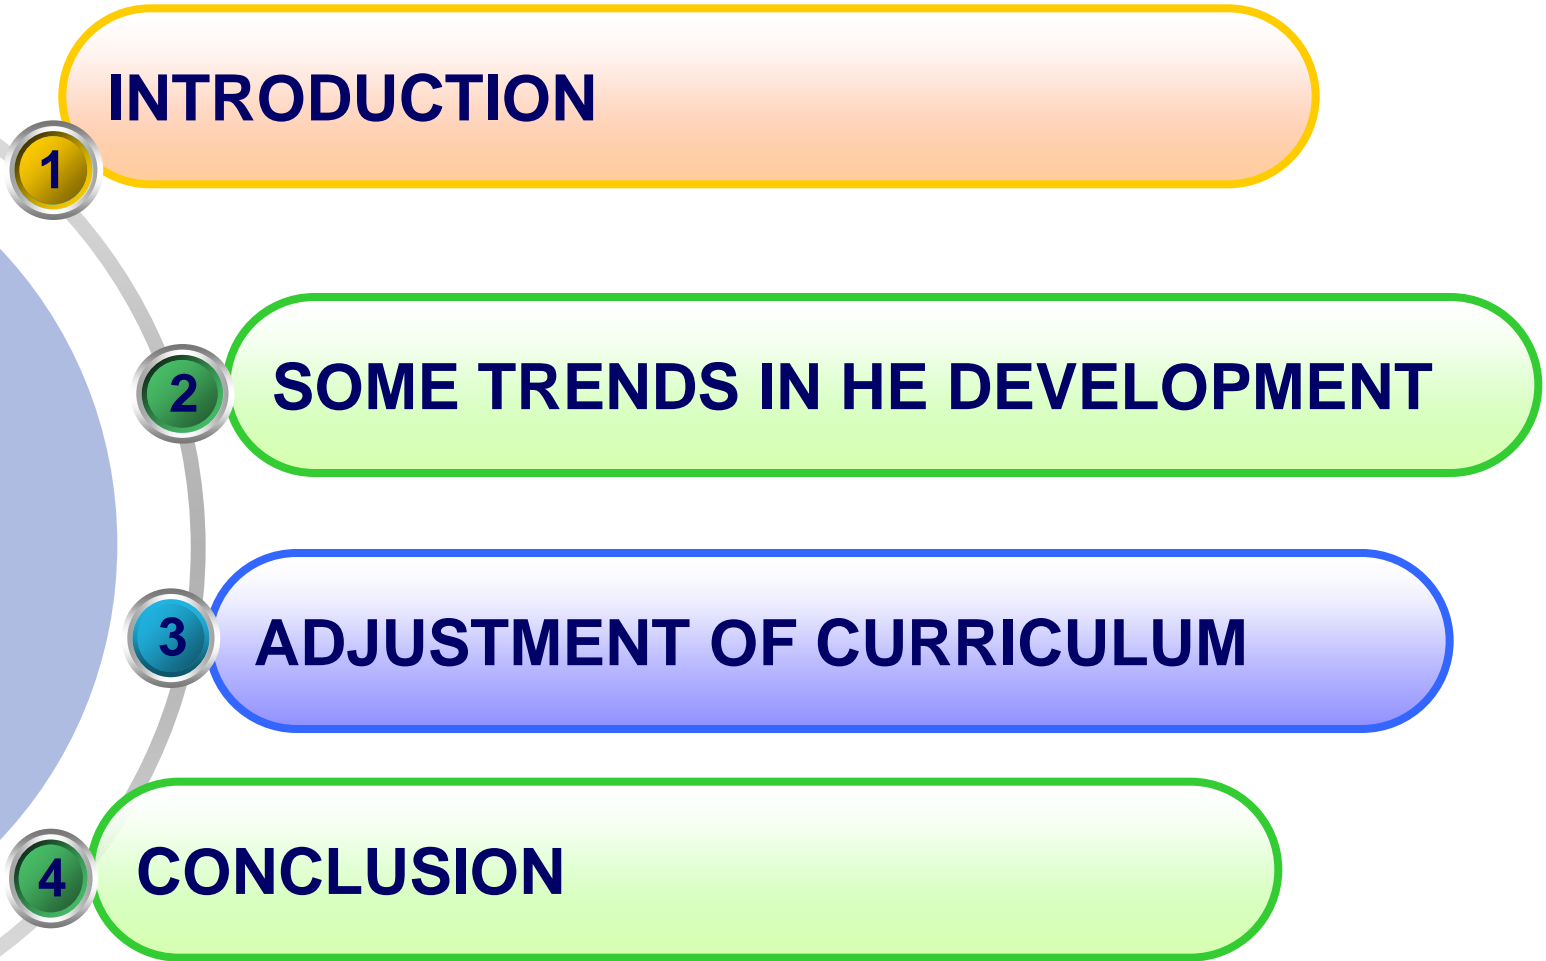 1 INTRODUCTION
2 SOME TRENDS IN HE DEVELOPMENT
3 ADJUSTMENT OF CURRICULUM
4 CONCLUSION